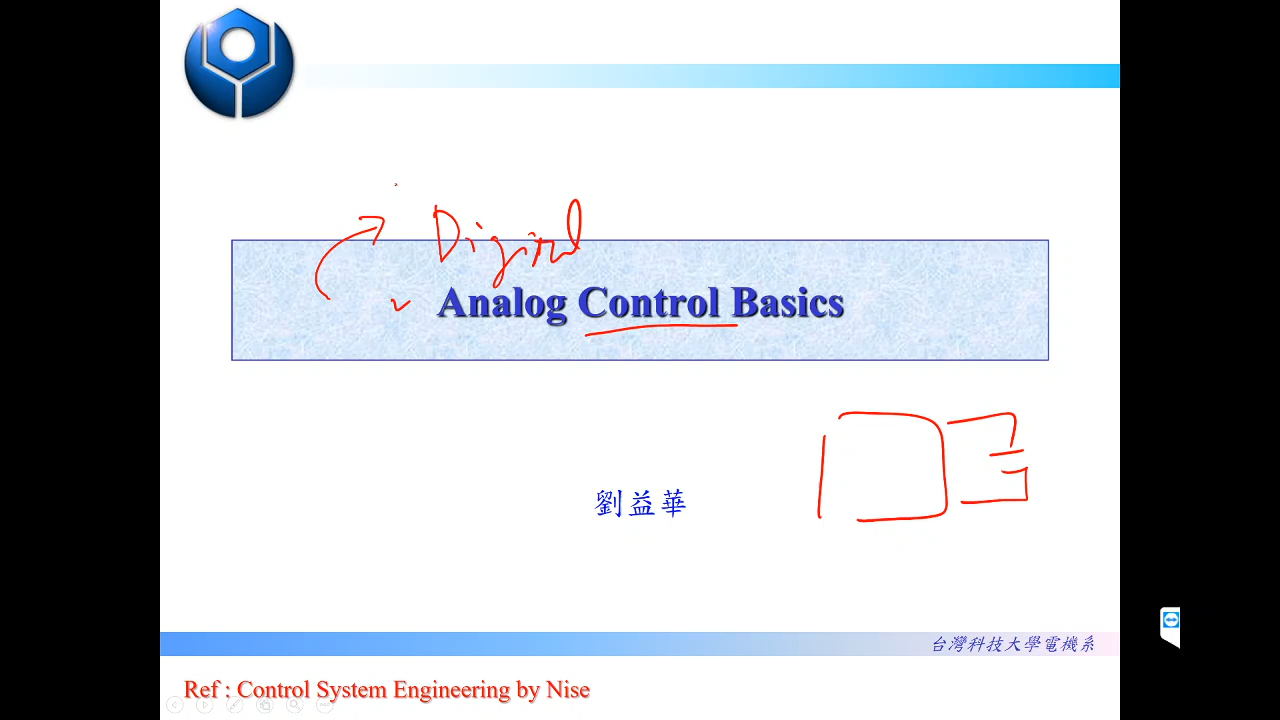 Digital
Analog Control Basics
劉益華
台灣科技大學電機系
Ref : Control System Engineering by Nise